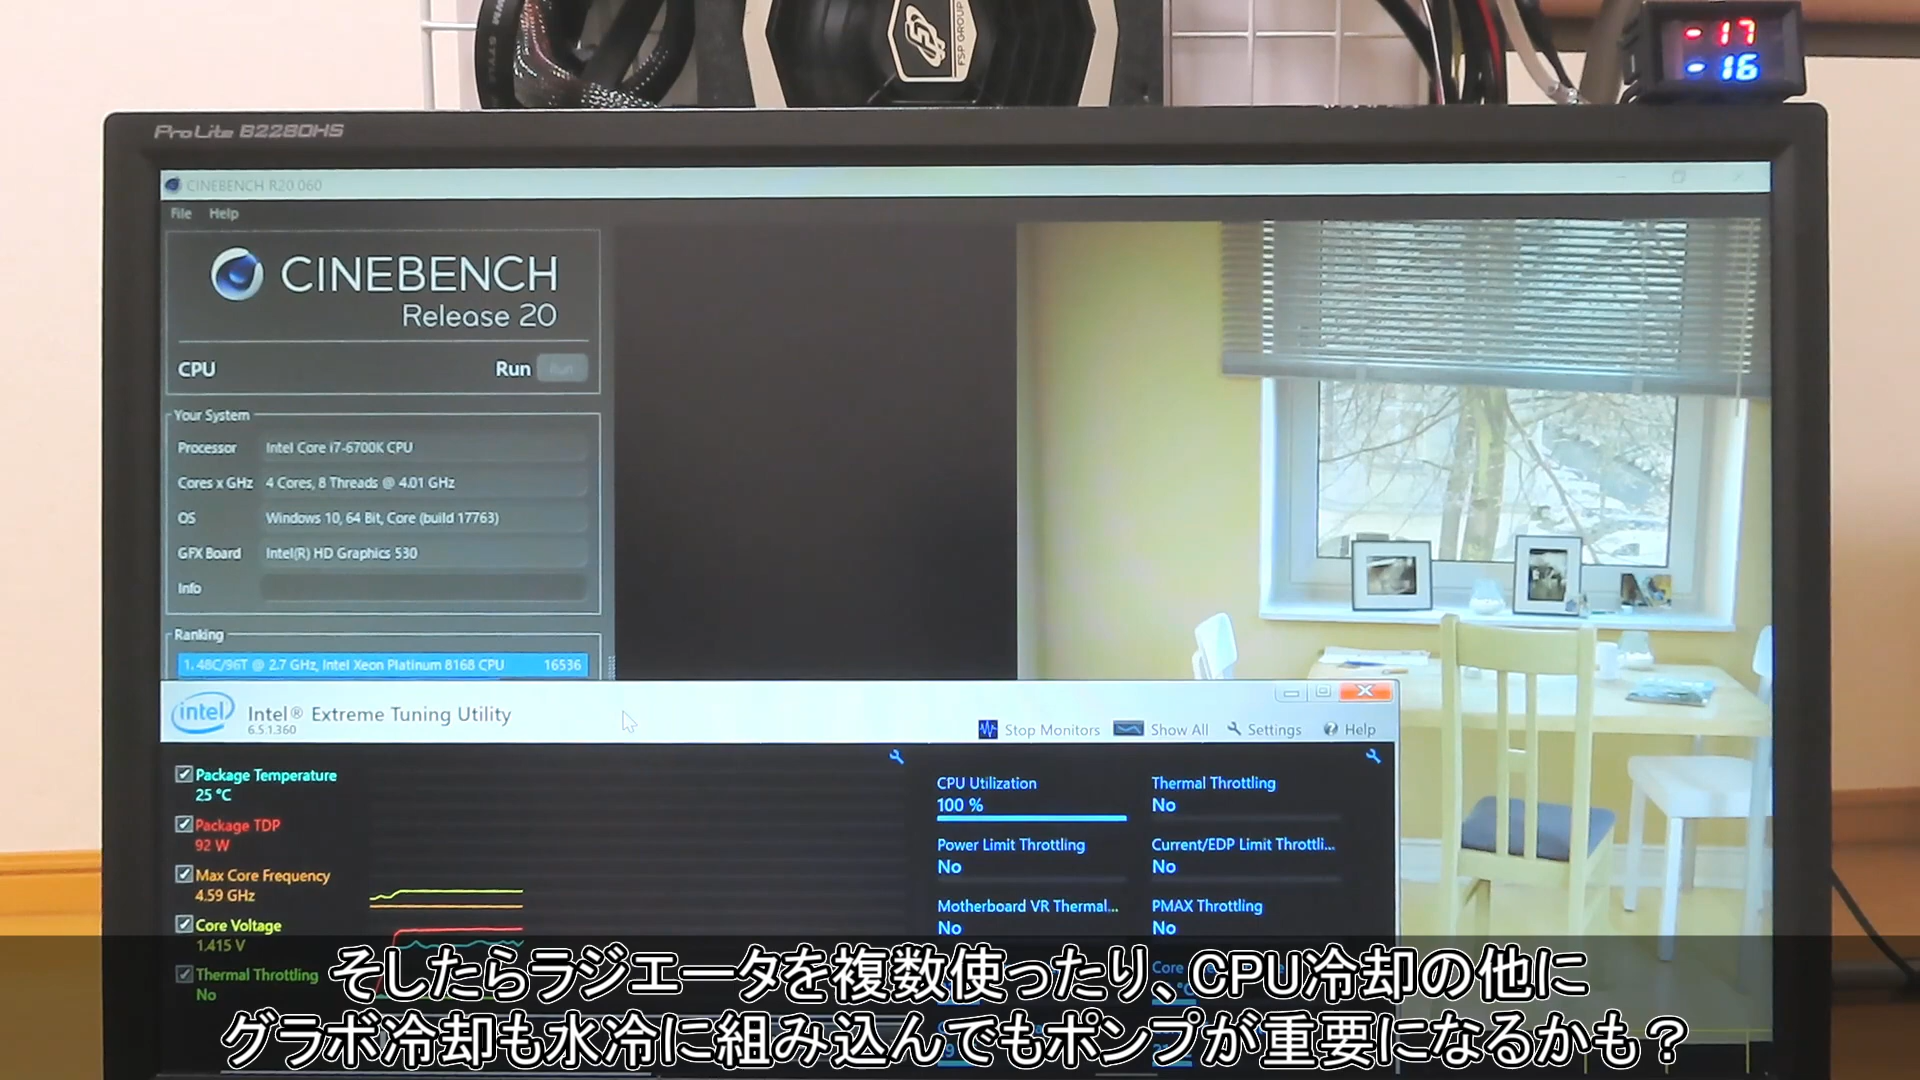 FSP GROUP
-17
-16
ProLite B2280HS
CINEBENCH R20.060
File Help
CINEBENCH
Release 20
CPU Run Run
Your System
Processor Intel Core i7-6700K CPU
Cores x GHz 4 Cores, 8 Threads @ 4.01 GHz
OS Windows 10, 64 Bit, Core (build 17763)
GFX Board Intel(R) HD Graphics 530
Info
Ranking
1. 48C/96T @ 2.7 GHz, Intel Xeon Platinum 8168 CPU 16536
intel Intel® Extreme Tuning Utility
6.5.1.360
Stop Monitors Show All Settings Help
Package Temperature
25 °C
Package TDP
92 W
Max Core Frequency
4.59 GHz
Core Voltage
1.415 V
Thermal Throttling
No
CPU Utilization
100 %
Thermal Throttling
No
Power Limit Throttling
No
Current/EDP Limit Throttli...
No
Motherboard VR Thermal...
No
PMAX Throttling
No
Core
そしたらラジエータを複数使ったり、CPU冷却の他に
グラボ冷却も水冷に組み込んでもポンプが重要になるかも？